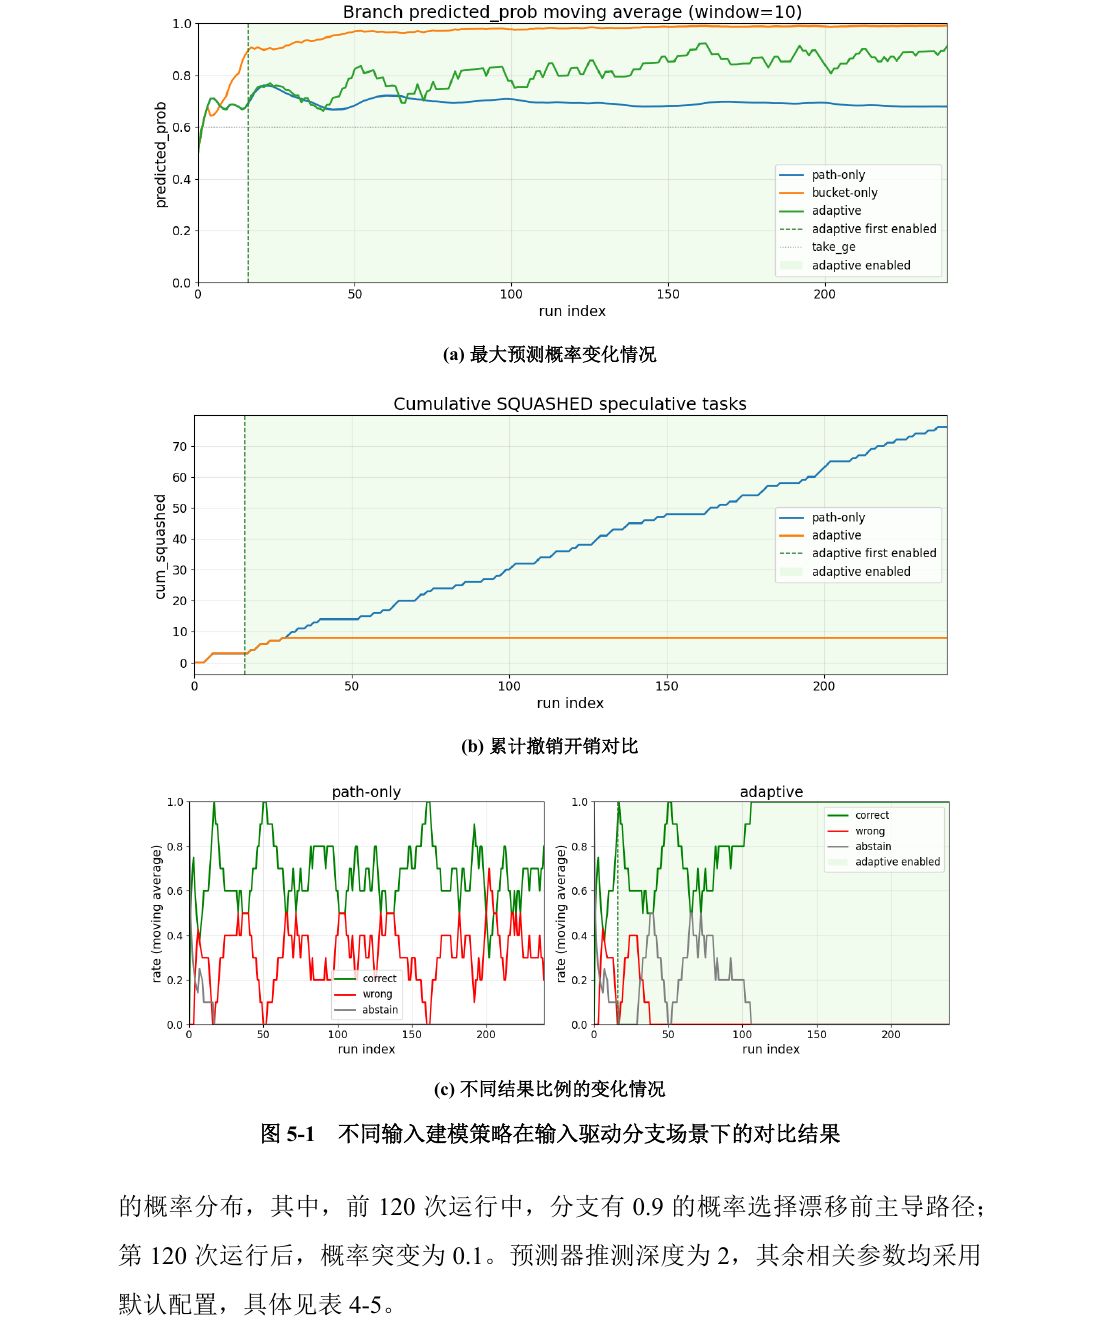 Branch predicted_prob moving average (window=10)
predicted_prob
1.0
0.8
0.6
0.4
0.2
0.0
path-only
bucket-only
adaptive
adaptive first enabled
take_ge
adaptive enabled
0 50 100 150 200
run index
(a) 最大预测概率变化情况
Cumulative SQUASHED speculative tasks
cum_squashed
70
60
50
40
30
20
10
0
path-only
adaptive
adaptive first enabled
adaptive enabled
0 50 100 150 200
run index
(b) 累计撤销开销对比
path-only
rate (moving average)
1.0
0.8
0.6
0.4
0.2
0.0
correct
wrong
abstain
0 50 100 150 200
run index
adaptive
rate (moving average)
1.0
0.8
0.6
0.4
0.2
0.0
correct
wrong
abstain
adaptive enabled
0 50 100 150 200
run index
(c) 不同结果比例的变化情况
图 5-1 不同输入建模策略在输入驱动分支场景下的对比结果
的概率分布，其中，前 120 次运行中，分支有 0.9 的概率选择漂移前主导路径；
第 120 次运行后，概率突变为 0.1。预测器推测深度为 2，其余相关参数均采用
默认配置，具体见表 4-5。